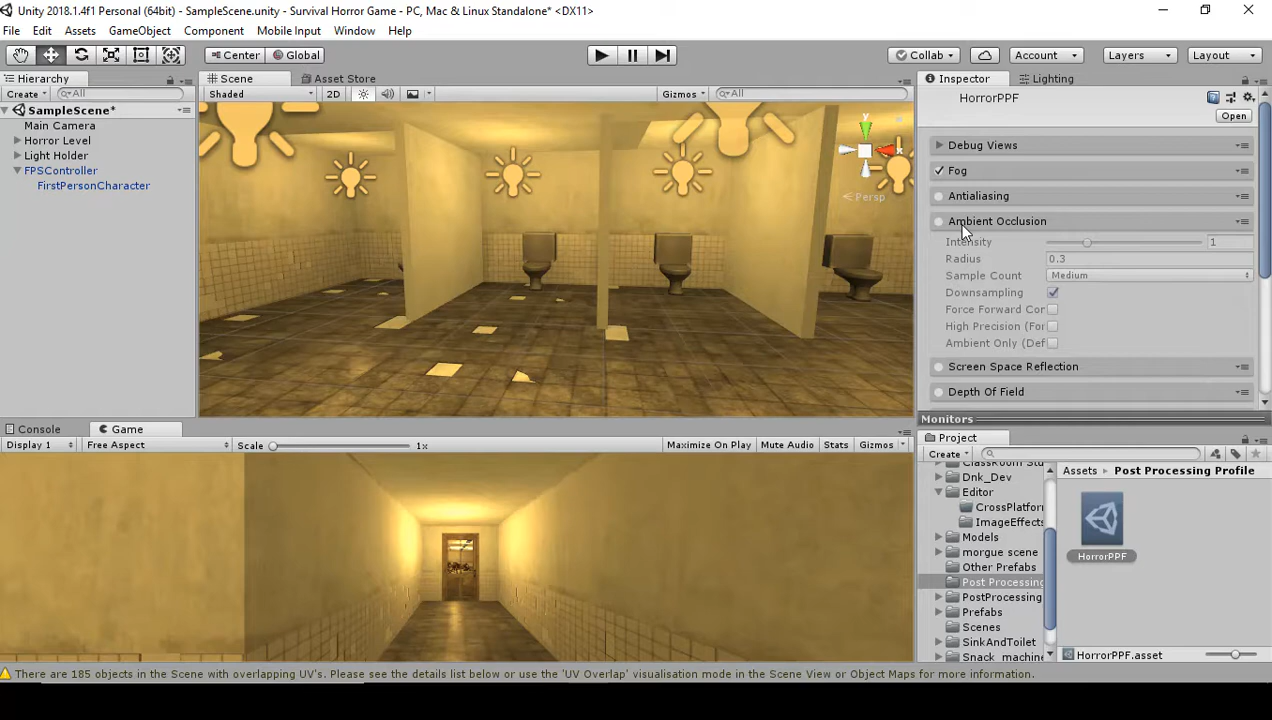 Unity 2018.1.4f1 Personal (64bit) - SampleScene.unity - Survival Horror Game - PC, Mac & Linux Standalone* <DX11>
File Edit Assets GameObject Component Mobile Input Window Help
Center Global Collab Account Layers Layout
Hierarchy Scene Asset Store Inspector Lighting
Create All Shaded 2D Gizmos All HorrorPPF
SampleScene*
Open
Main Camera
Horror Level
Light Holder
FPSController
FirstPersonCharacter
y
x
Persp
Debug Views
Fog
Antialiasing
Ambient Occlusion
Intensity 1
Radius 0.3
Sample Count Medium
Downsampling
Force Forward Cor
High Precision (For
Ambient Only (Def
Screen Space Reflection
Depth Of Field
Monitors
Console Game
Display 1 Free Aspect Scale 1x Maximize On Play Mute Audio Stats Gizmos
Project
Create
Assets Post Processing Profile
Dnk_Dev
Editor
CrossPlatforn
ImageEffects
Models
morgue scene
Other Prefabs
Post Processing
PostProcessing
Prefabs
Scenes
SinkAndToilet
Snack_machine
HorrorPPF
HorrorPPF.asset
There are 185 objects in the Scene with overlapping UV's. Please see the details list below or use the 'UV Overlap' visualisation mode in the Scene View or Object Maps for more information.